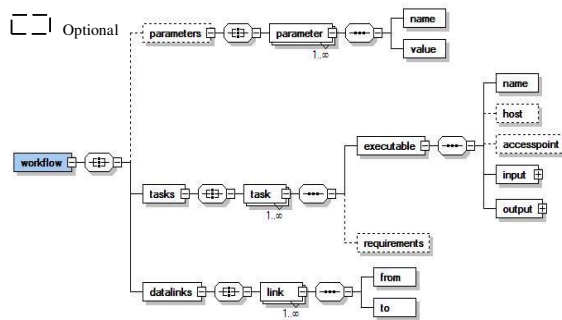 Optional
parameters
parameter
1..∞
name
value
workflow
tasks
task
1..∞
executable
name
host
accesspoint
input
output
requirements
datalinks
link
1..∞
from
to